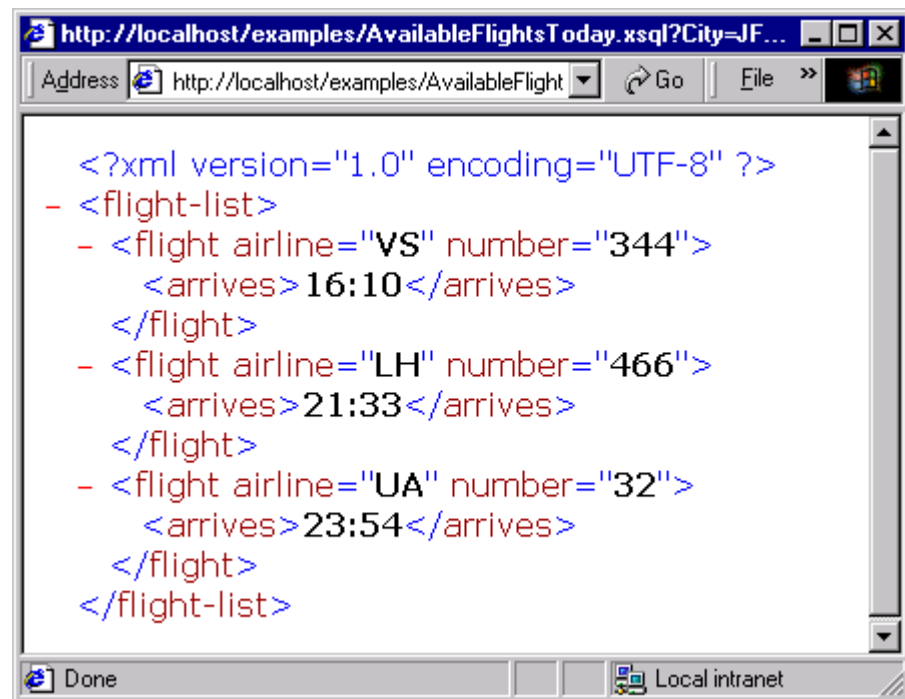 http://localhost/examples/AvailableFlightsToday.xsql?City=JF...
Address http://localhost/examples/AvailableFlight Go File »
<?xml version="1.0" encoding="UTF-8" ?>
- <flight-list>
- <flight airline="VS" number="344">
<arrives>16:10</arrives>
</flight>
- <flight airline="LH" number="466">
<arrives>21:33</arrives>
</flight>
- <flight airline="UA" number="32">
<arrives>23:54</arrives>
</flight>
</flight-list>
Done Local intranet